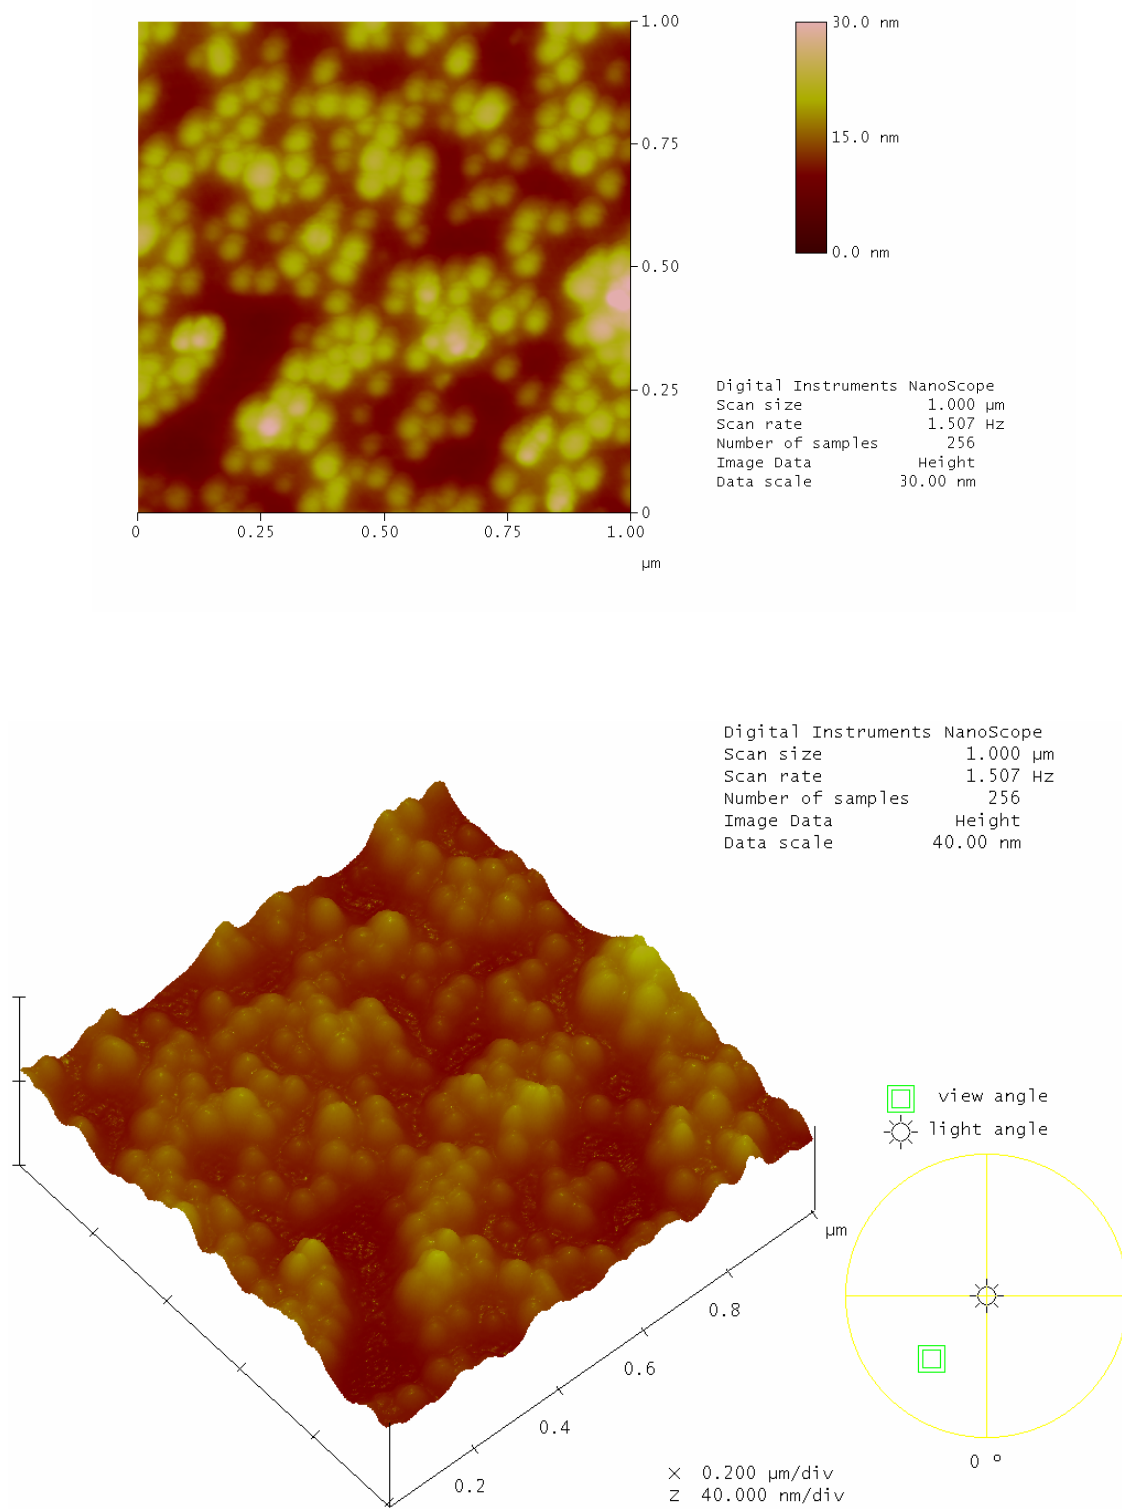 1.00
30.0 nm
0.75
15.0 nm
0.50
0.0 nm
0.25
Digital Instruments NanoScope
Scan size 1.000 µm
Scan rate 1.507 Hz
Number of samples 256
Image Data Height
Data scale 30.00 nm
0
0 0.25 0.50 0.75 1.00
µm
Digital Instruments NanoScope
Scan size 1.000 µm
Scan rate 1.507 Hz
Number of samples 256
Image Data Height
Data scale 40.00 nm
view angle
light angle
µm
0.8
0.6
0.4
0.2
0 º
X 0.200 µm/div
Z 40.000 nm/div